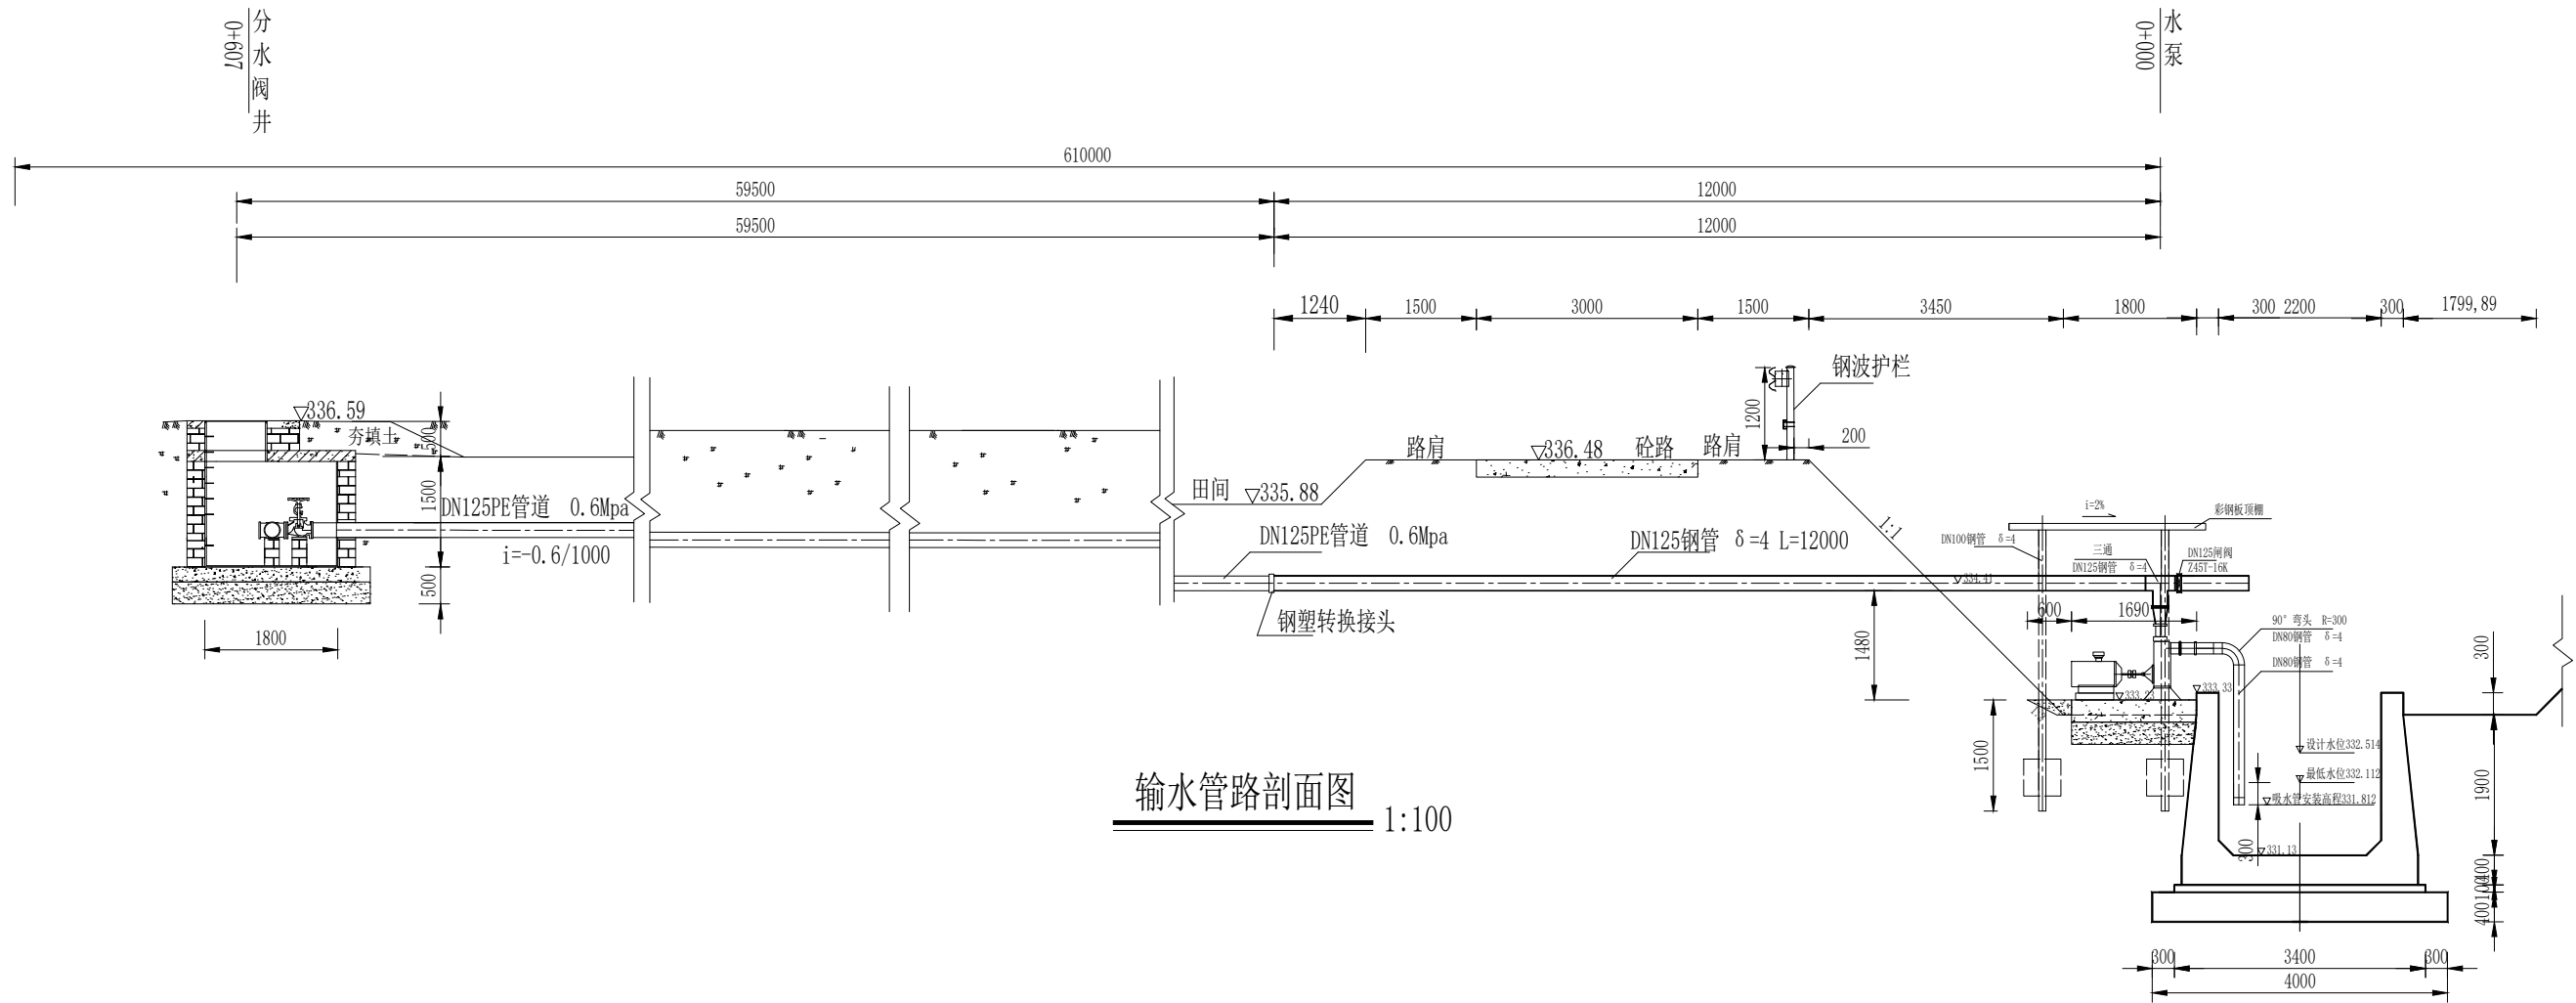 分水阀井
0+607
水泵
0+000
610000
59500
12000
59500
12000
1240
1500
3000
1500
3450
1800
300
2200
300
1799,89
336.59
夯填土
500
1500
500
1800
DN125PE管道 0.6Mpa
i=-0.6/1000
田间
335.88
路肩
336.48
砼路
路肩
1200
200
钢波护栏
DN125PE管道 0.6Mpa
DN125钢管 δ=4 L=12000
钢塑转换接头
1:1
334.41
1480
i=2%
彩钢板顶棚
DN100钢管 δ=4
三通
DN125钢管 δ=4
DN125闸阀
Z45T-16K
600
1690
90°弯头 R=300
DN80钢管 δ=4
DN80钢管 δ=4
333.23
333.33
1500
设计水位332.514
最低水位332.112
吸水管安装高程331.812
300
331.13
300
1900
400
100
400
300
3400
300
4000
输水管路剖面图
1:100